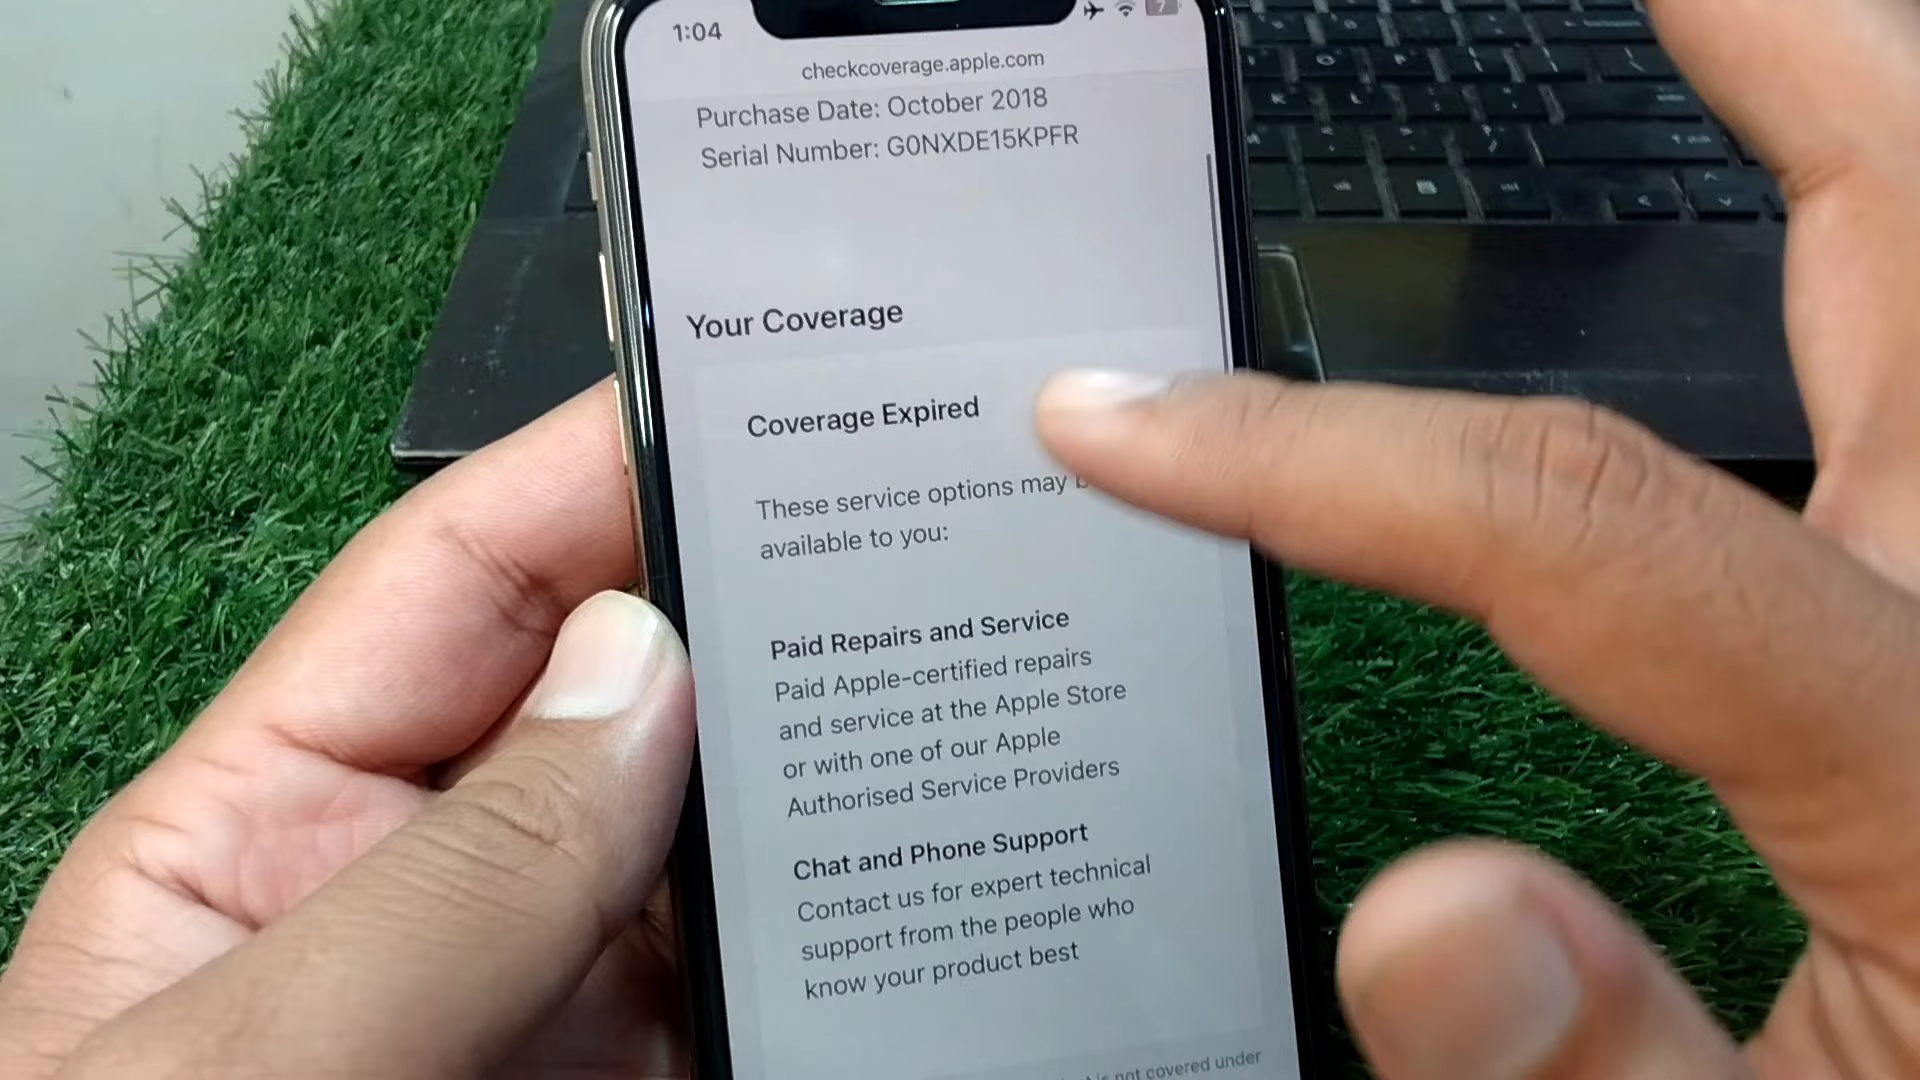 1:04
7
checkcoverage.apple.com
Purchase Date: October 2018
Serial Number: G0NXDE15KPFR
Your Coverage
Coverage Expired
These service options may
available to you:
Paid Repairs and Service
Paid Apple-certified repairs
and service at the Apple Store
or with one of our Apple
Authorised Service Providers
Chat and Phone Support
Contact us for expert technical
support from the people who
know your product best
not covered under